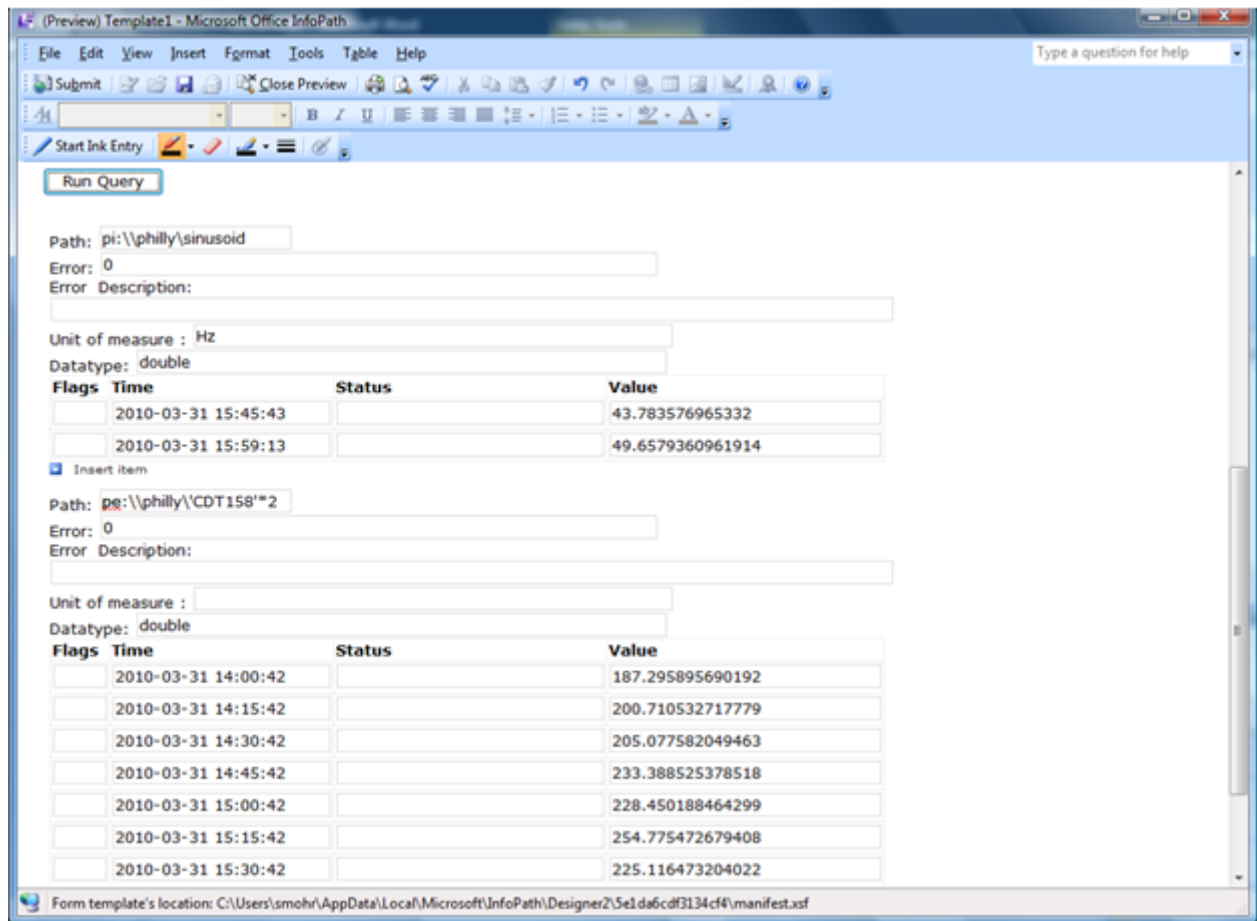 (Preview) Template1 - Microsoft Office InfoPath
File Edit View Insert Format Tools Table Help Type a question for help
Submit Close Preview
B I U A
Start Ink Entry
Run Query
Path: pi:\\philly\sinusoid
Error: 0
Error Description:
Unit of measure : Hz
Datatype: double
Flags Time Status Value
2010-03-31 15:45:43 43.783576965332
2010-03-31 15:59:13 49.6579360961914
Insert item
Path: pe:\\philly\'CDT158'*2
Error: 0
Error Description:
Unit of measure :
Datatype: double
Flags Time Status Value
2010-03-31 14:00:42 187.295895690192
2010-03-31 14:15:42 200.710532717779
2010-03-31 14:30:42 205.077582049463
2010-03-31 14:45:42 233.388525378518
2010-03-31 15:00:42 228.450188464299
2010-03-31 15:15:42 254.775472679408
2010-03-31 15:30:42 225.116473204022
Form template's location: C:\Users\smohr\AppData\Local\Microsoft\InfoPath\Designer2\5e1da6cdf3134cf4\manifest.xsf